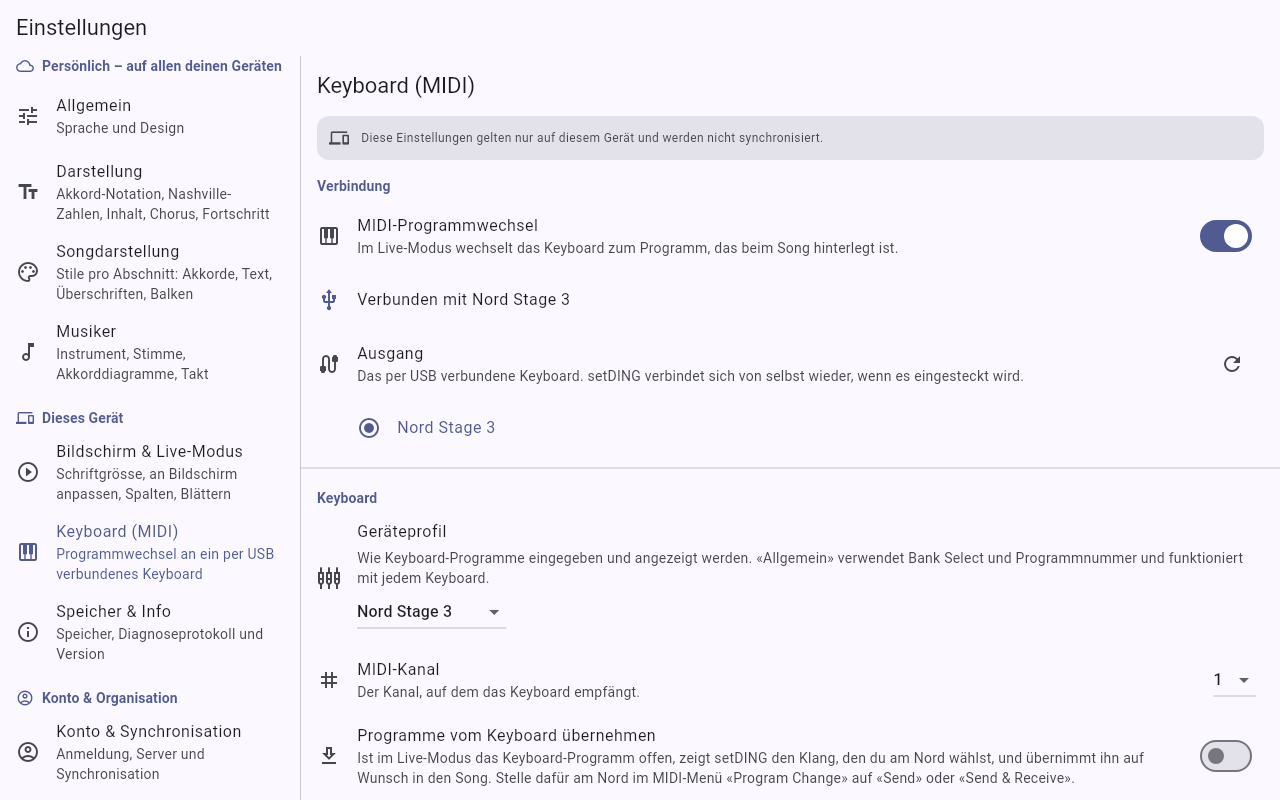 Einstellungen
Persönlich – auf allen deinen Geräten
Allgemein
Sprache und Design
Darstellung
Akkord-Notation, Nashville-
Zahlen, Inhalt, Chorus, Fortschritt
Songdarstellung
Stile pro Abschnitt: Akkorde, Text,
Überschriften, Balken
Musiker
Instrument, Stimme,
Akkorddiagramme, Takt
Dieses Gerät
Bildschirm & Live-Modus
Schriftgrösse, an Bildschirm
anpassen, Spalten, Blättern
Keyboard (MIDI)
Programmwechsel an ein per USB
verbundenes Keyboard
Speicher & Info
Speicher, Diagnoseprotokoll und
Version
Konto & Organisation
Konto & Synchronisation
Anmeldung, Server und
Synchronisation
Keyboard (MIDI)
Diese Einstellungen gelten nur auf diesem Gerät und werden nicht synchronisiert.
Verbindung
MIDI-Programmwechsel
Im Live-Modus wechselt das Keyboard zum Programm, das beim Song hinterlegt ist.
Verbunden mit Nord Stage 3
Ausgang
Das per USB verbundene Keyboard. setDING verbindet sich von selbst wieder, wenn es eingesteckt wird.
Nord Stage 3
Keyboard
Geräteprofil
Wie Keyboard-Programme eingegeben und angezeigt werden. «Allgemein» verwendet Bank Select und Programmnummer und funktioniert
mit jedem Keyboard.
Nord Stage 3
MIDI-Kanal
Der Kanal, auf dem das Keyboard empfängt.
1
Programme vom Keyboard übernehmen
Ist im Live-Modus das Keyboard-Programm offen, zeigt setDING den Klang, den du am Nord wählst, und übernimmt ihn auf
Wunsch in den Song. Stelle dafür am Nord im MIDI-Menü «Program Change» auf «Send» oder «Send & Receive».